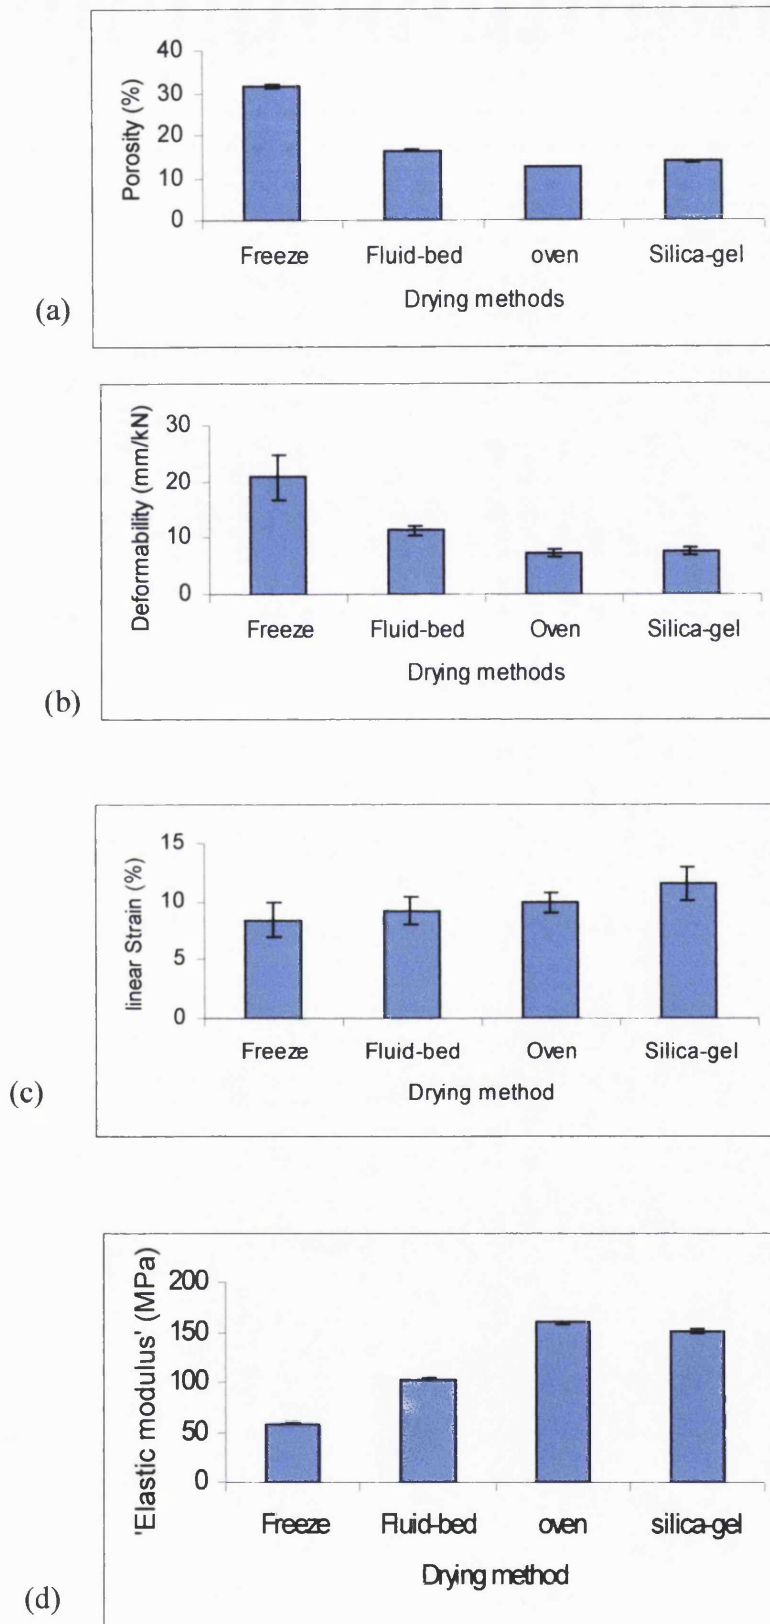 Porosity (%)
40
30
20
10
0
Freeze Fluid-bed oven Silica-gel
Drying methods
(a)
Deformability (mm/kN)
30
20
10
0
Freeze Fluid-bed Oven Silica-gel
Drying methods
(b)
linear Strain (%)
15
10
5
0
Freeze Fluid-bed Oven Silica-gel
Drying method
(c)
'Elastic modulus' (MPa)
200
150
100
50
0
Freeze Fluid-bed oven silica-gel
Drying method
(d)